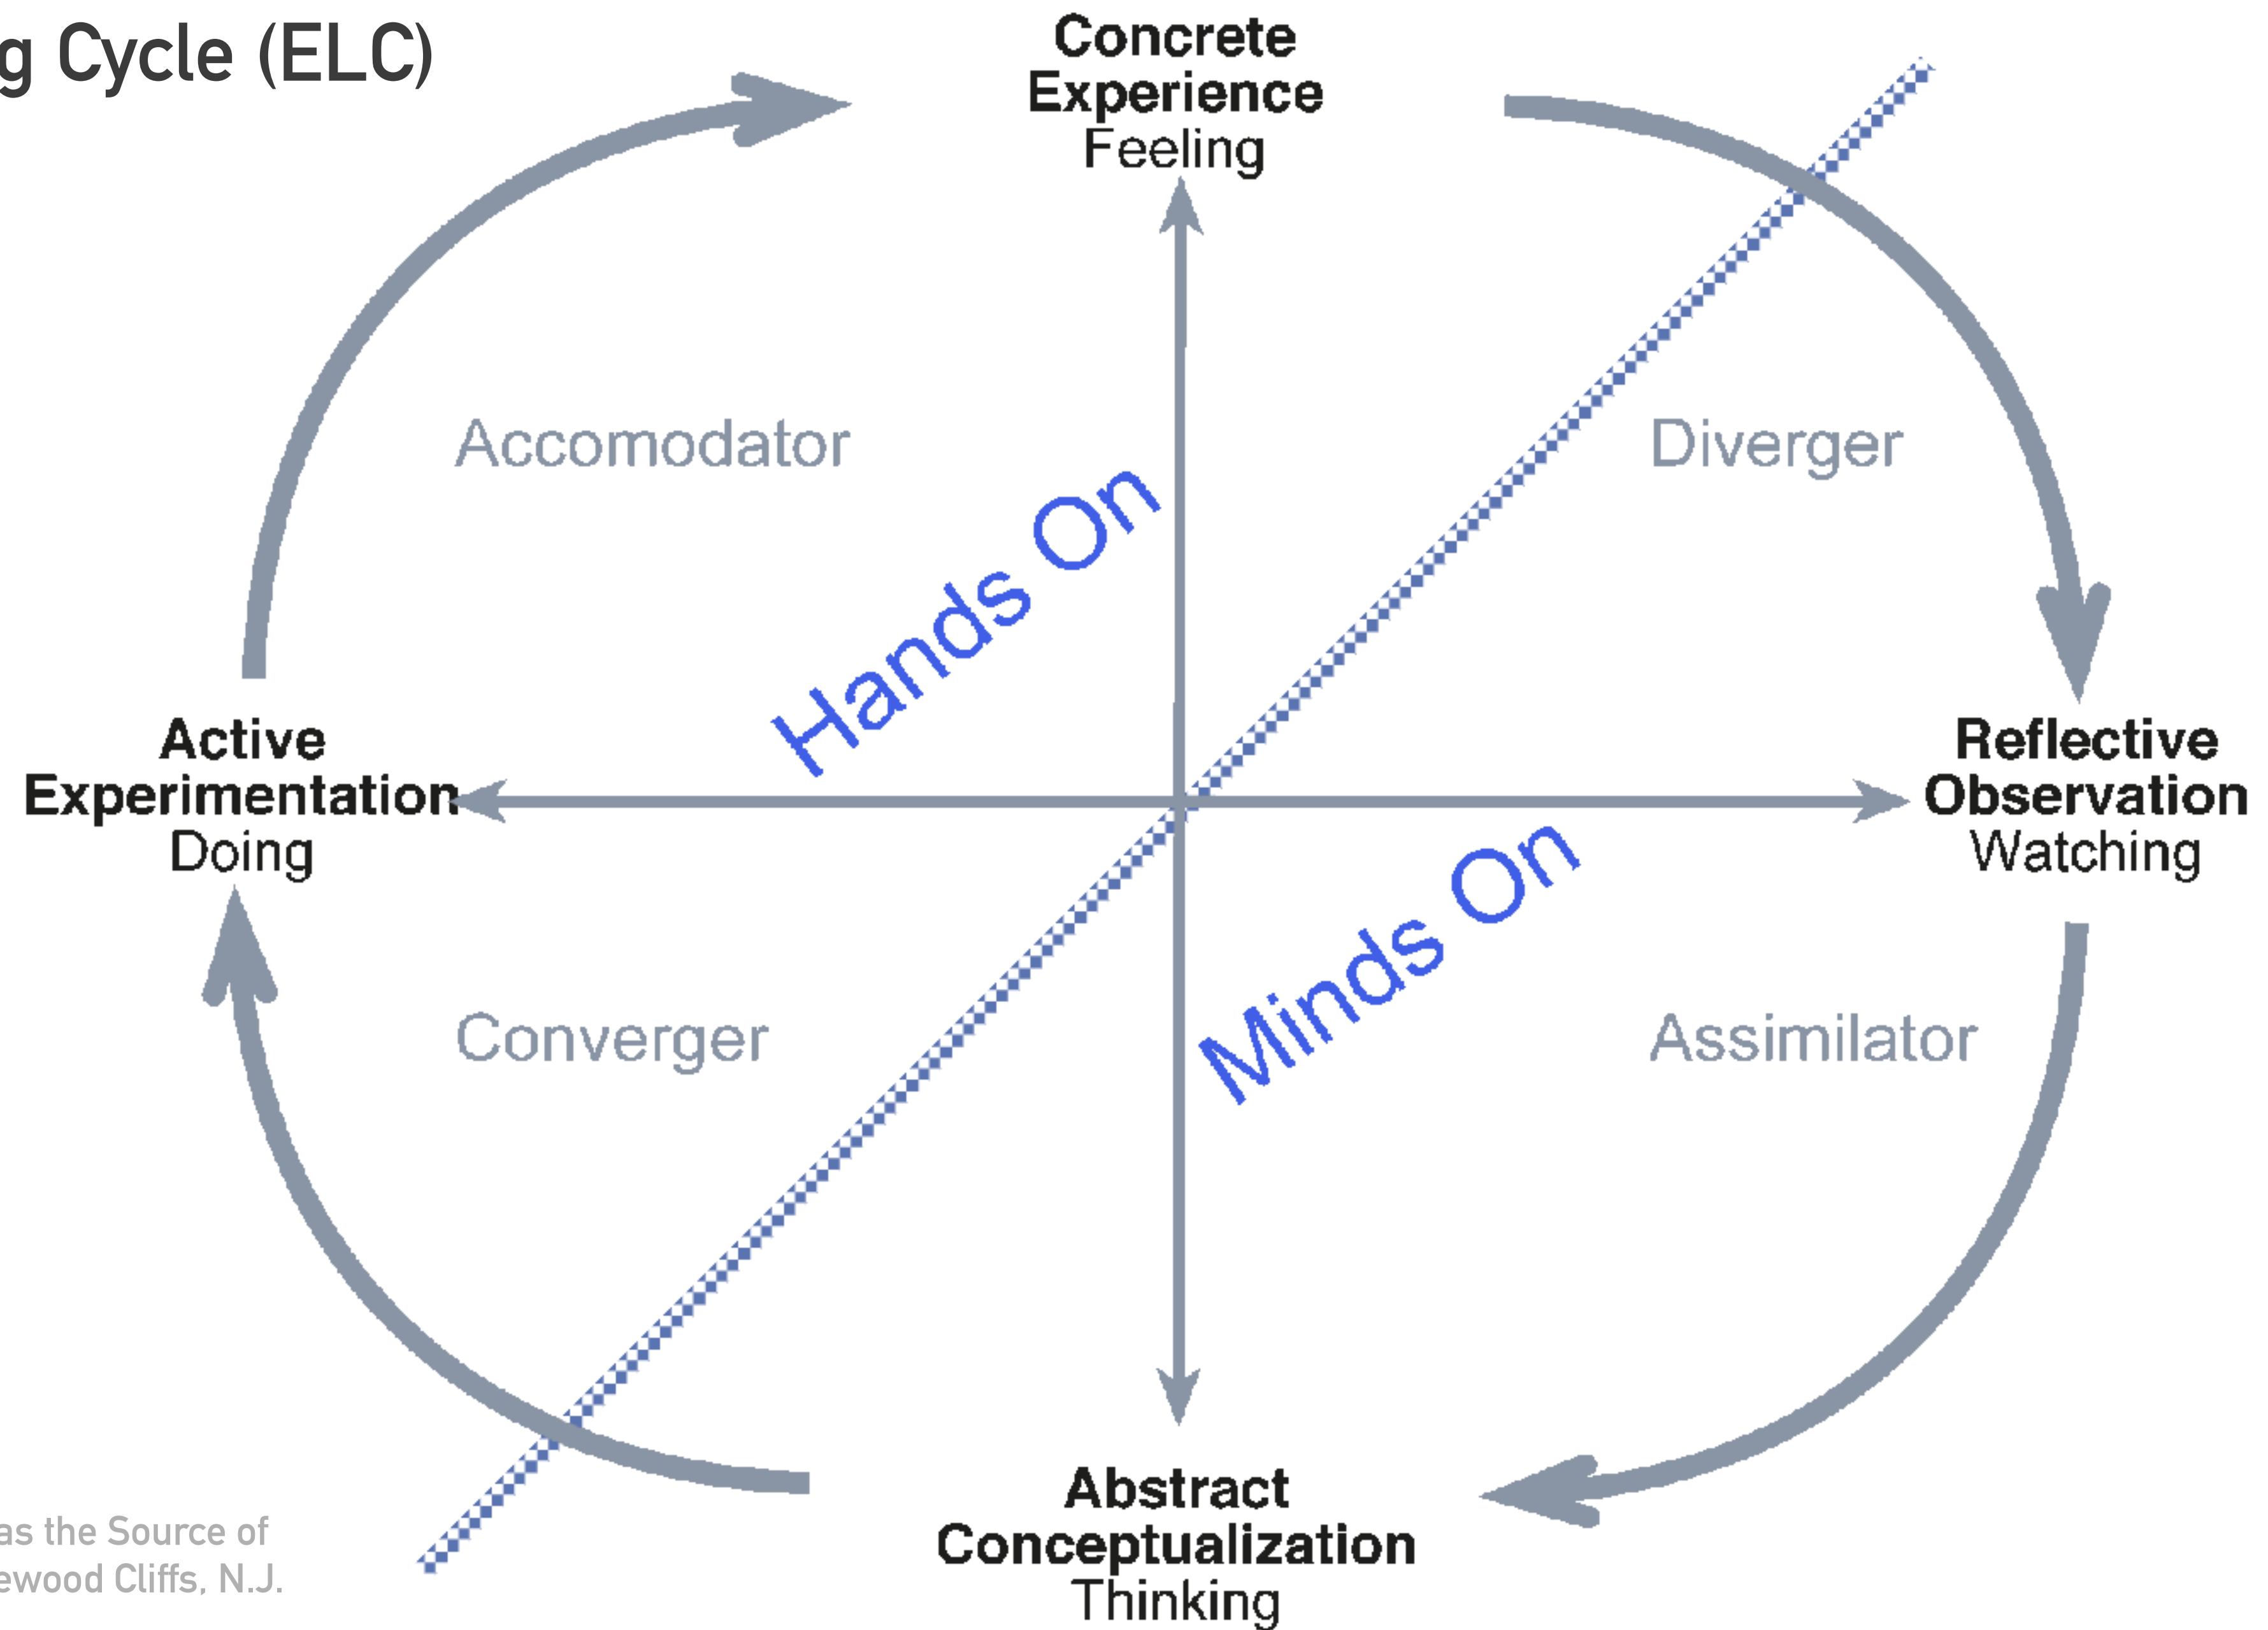 g Cycle (ELC)
Concrete
Experience
Feeling
Accomodator
Diverger
Hands On
Active
Experimentation
Doing
Reflective
Observation
Watching
Minds On
Converger
Assimilator
Abstract
Conceptualization
Thinking
as the Source of
ewood Cliffs, N.J.